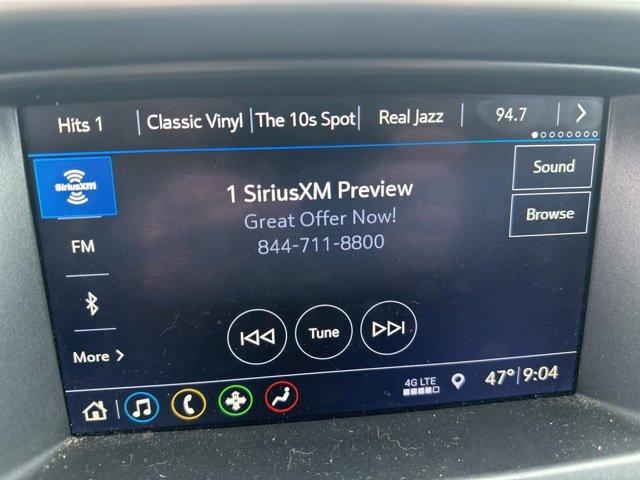 Hits 1 Classic Vinyl The 10s Spot Real Jazz 94.7
SiriusXM
1 SiriusXM Preview
Great Offer Now!
844-711-8800
Sound
Browse
FM
More
Tune
4G LTE
47° 9:04